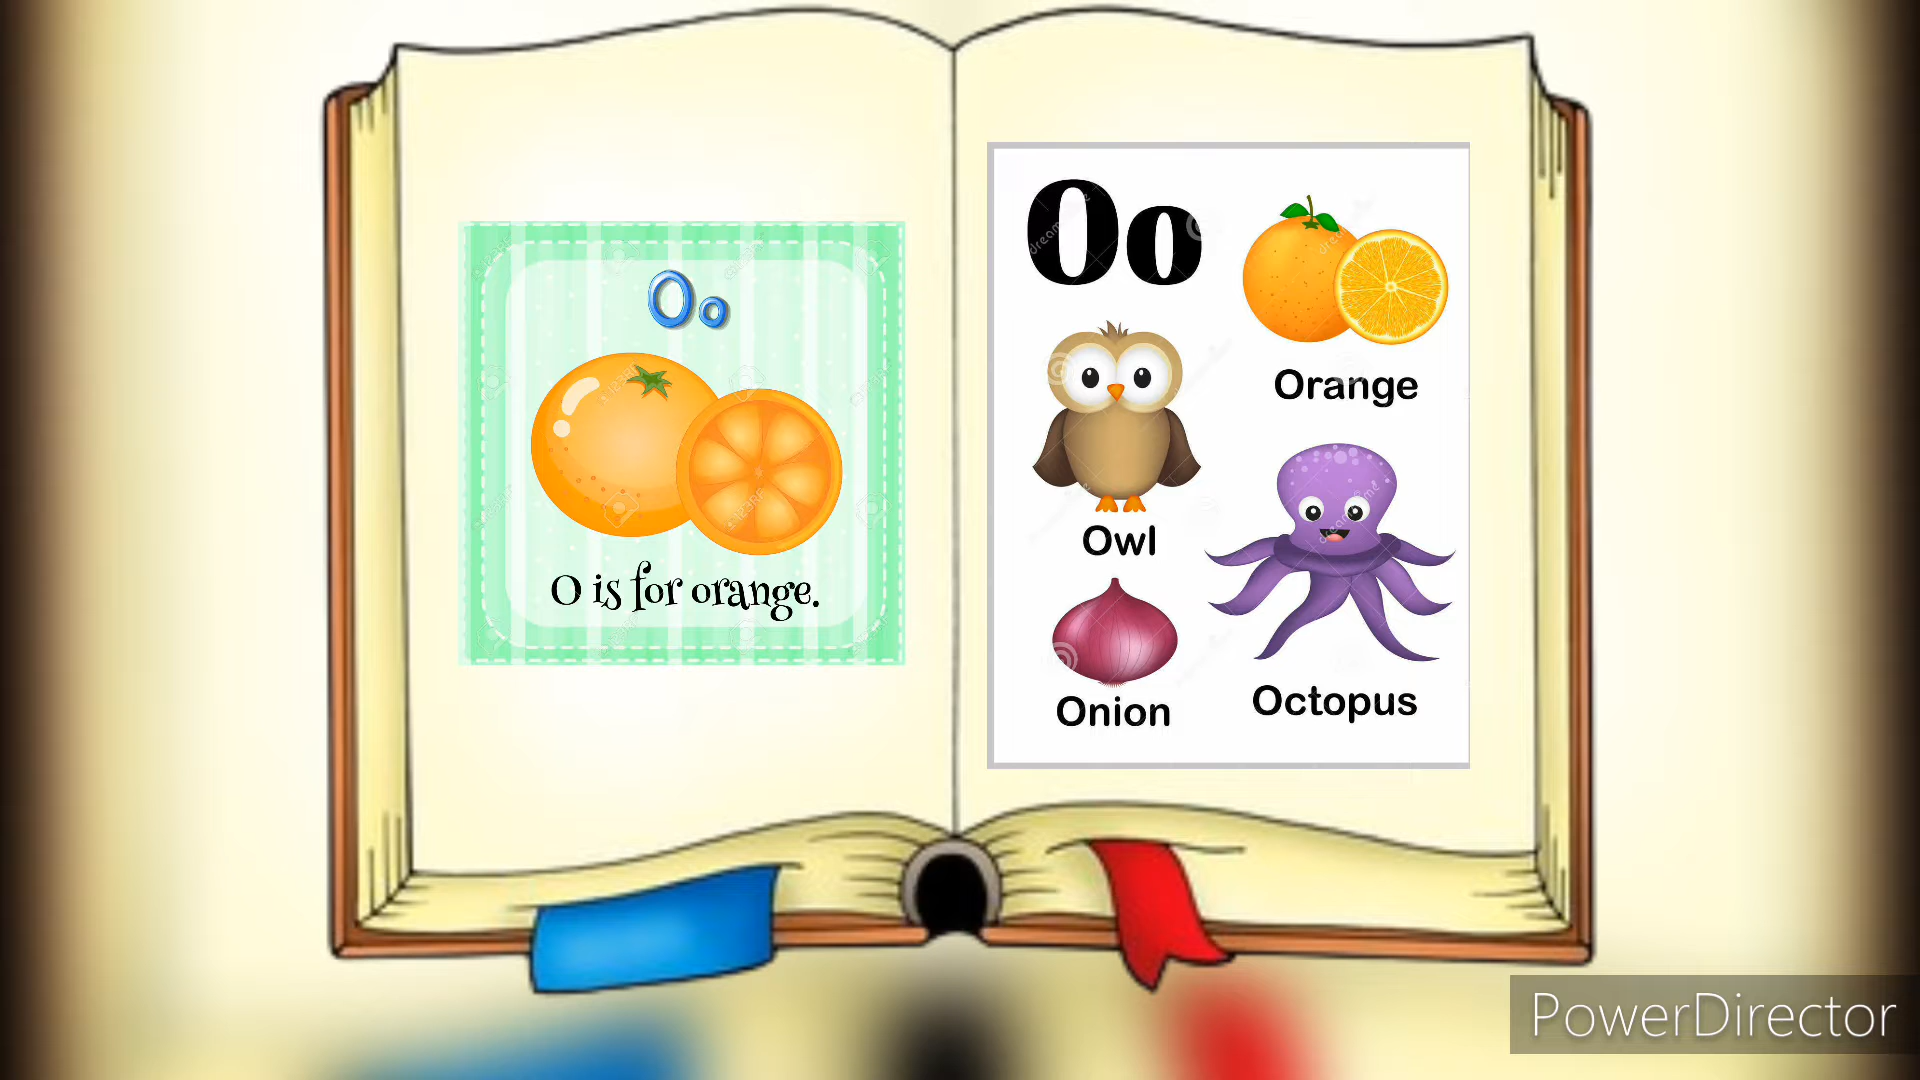 Oo
O is for orange.
Oo
Orange
Owl
Octopus
Onion
PowerDirector